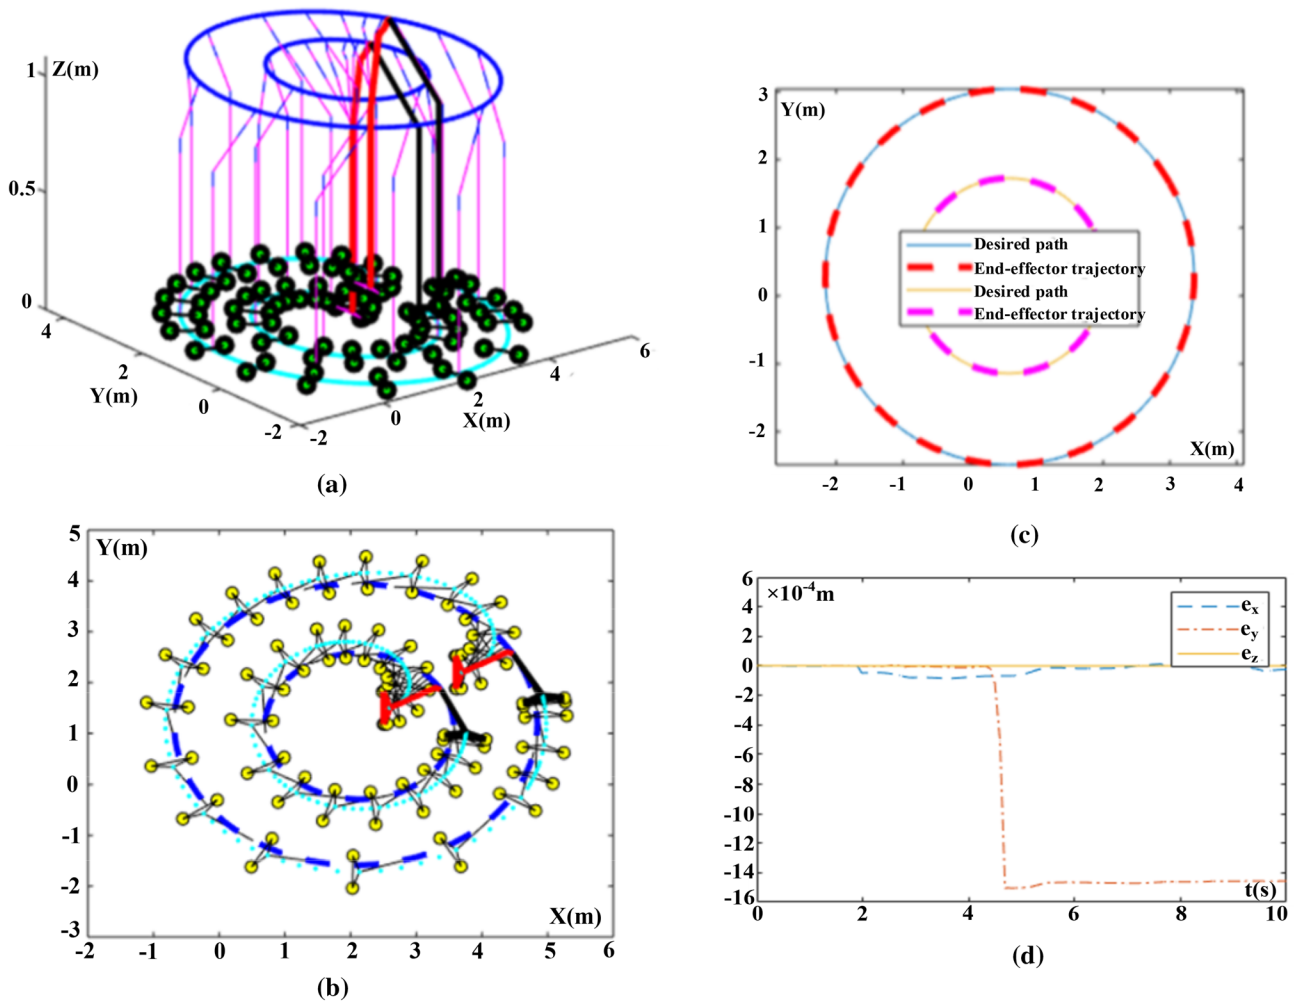 Z(m)
1
0.5
0
4
2
0
-2
Y(m)
-2
0
2
4
6
X(m)
(a)
Y(m)
3
2
1
0
-1
-2
Desired path
End-effector trajectory
Desired path
End-effector trajectory
X(m)
-2 -1 0 1 2 3 4
(c)
5
Y(m)
4
3
2
1
0
-1
-2
-3
X(m)
-2 -1 0 1 2 3 4 5 6
(b)
6
×10⁻⁴m
4
2
0
-2
-4
-6
-8
-10
-12
-14
-16
eₓ
e_y
e_z
t(s)
0 2 4 6 8 10
(d)